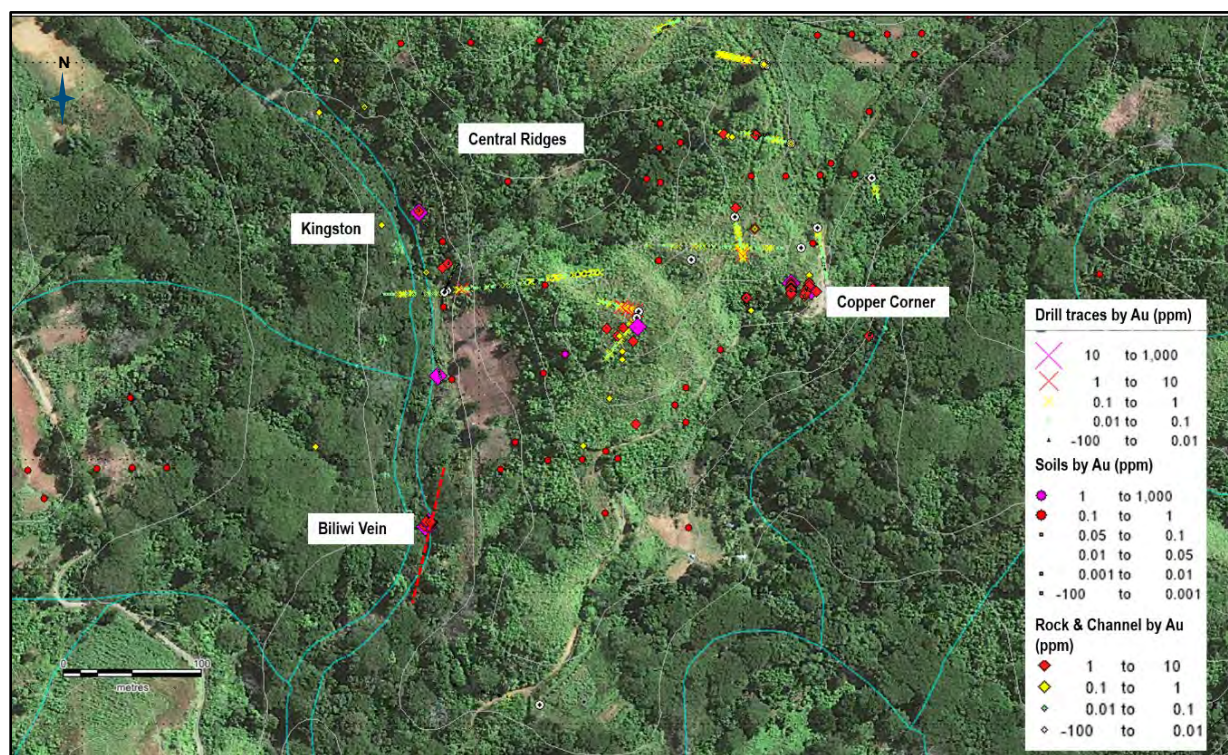 N
Central Ridges
Kingston
Copper Corner
Biliwi Vein
0 100
metres
Drill traces by Au (ppm)
10 to 1,000
1 to 10
0.1 to 1
0.01 to 0.1
-100 to 0.01
Soils by Au (ppm)
1 to 1,000
0.1 to 1
0.05 to 0.1
0.01 to 0.05
0.001 to 0.01
-100 to 0.001
Rock & Channel by Au
(ppm)
1 to 10
0.1 to 1
0.01 to 0.1
-100 to 0.01